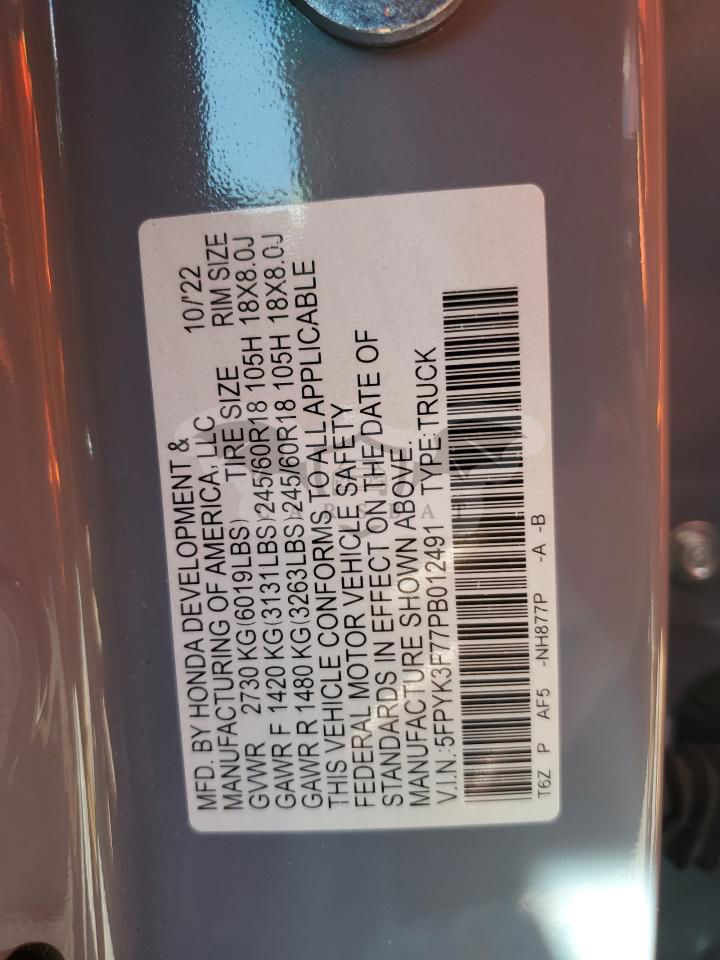 MFD. BY HONDA DEVELOPMENT & 10/'22
MANUFACTURING OF AMERICA, LLC
GVWR 2730 KG(6019LBS) TIRE SIZE RIM SIZE
GAWR F 1420 KG(3131LBS) 245/60R18 105H 18X8.0J
GAWR R 1480 KG(3263LBS) 245/60R18 105H 18X8.0J
THIS VEHICLE CONFORMS TO ALL APPLICABLE
FEDERAL MOTOR VEHICLE SAFETY
STANDARDS IN EFFECT ON THE DATE OF
MANUFACTURE SHOWN ABOVE.
V.I.N.:5FPYK3F77PB012491 TYPE:TRUCK
T6Z P AF5 -NH877P -A -B